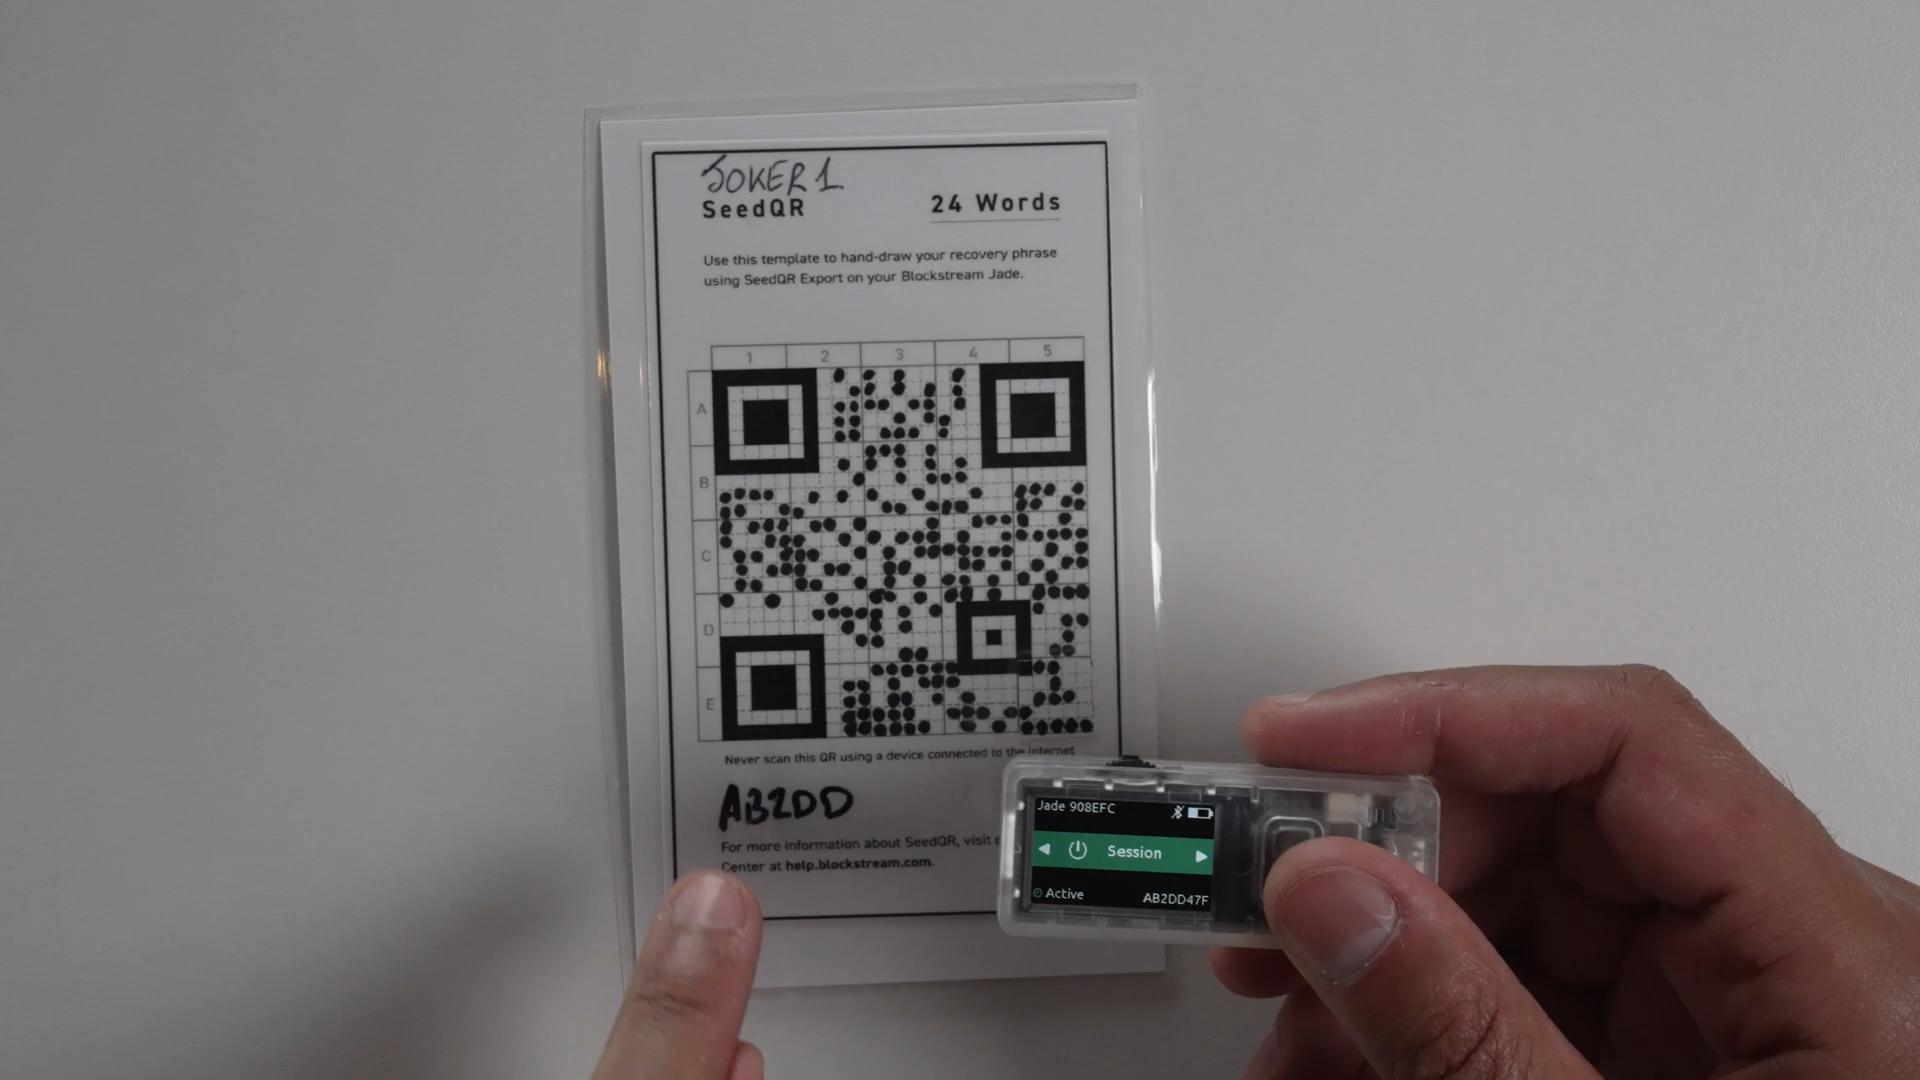 JOKER 1
SeedQR
24 Words
Use this template to hand-draw your recovery phrase
using SeedQR Export on your Blockstream Jade.
1 2 3 4 5
A
B
C
D
E
Never scan this QR using a device connected to the internet
AB2DD
For more information about SeedQR, visit
Center at help.blockstream.com.
Jade 908EFC
Session
Active AB2DD47F